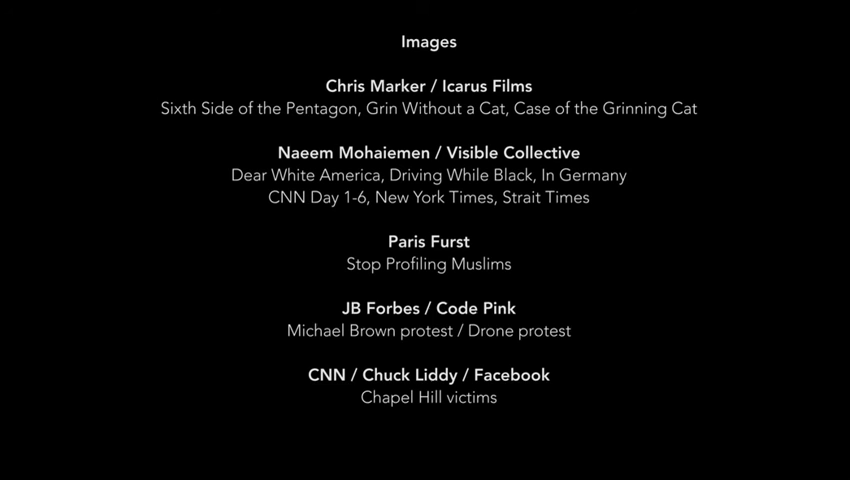 Images
Chris Marker / Icarus Films
Sixth Side of the Pentagon, Grin Without a Cat, Case of the Grinning Cat
Naeem Mohaiemen / Visible Collective
Dear White America, Driving While Black, In Germany
CNN Day 1-6, New York Times, Strait Times
Paris Furst
Stop Profiling Muslims
JB Forbes / Code Pink
Michael Brown protest / Drone protest
CNN / Chuck Liddy / Facebook
Chapel Hill victims